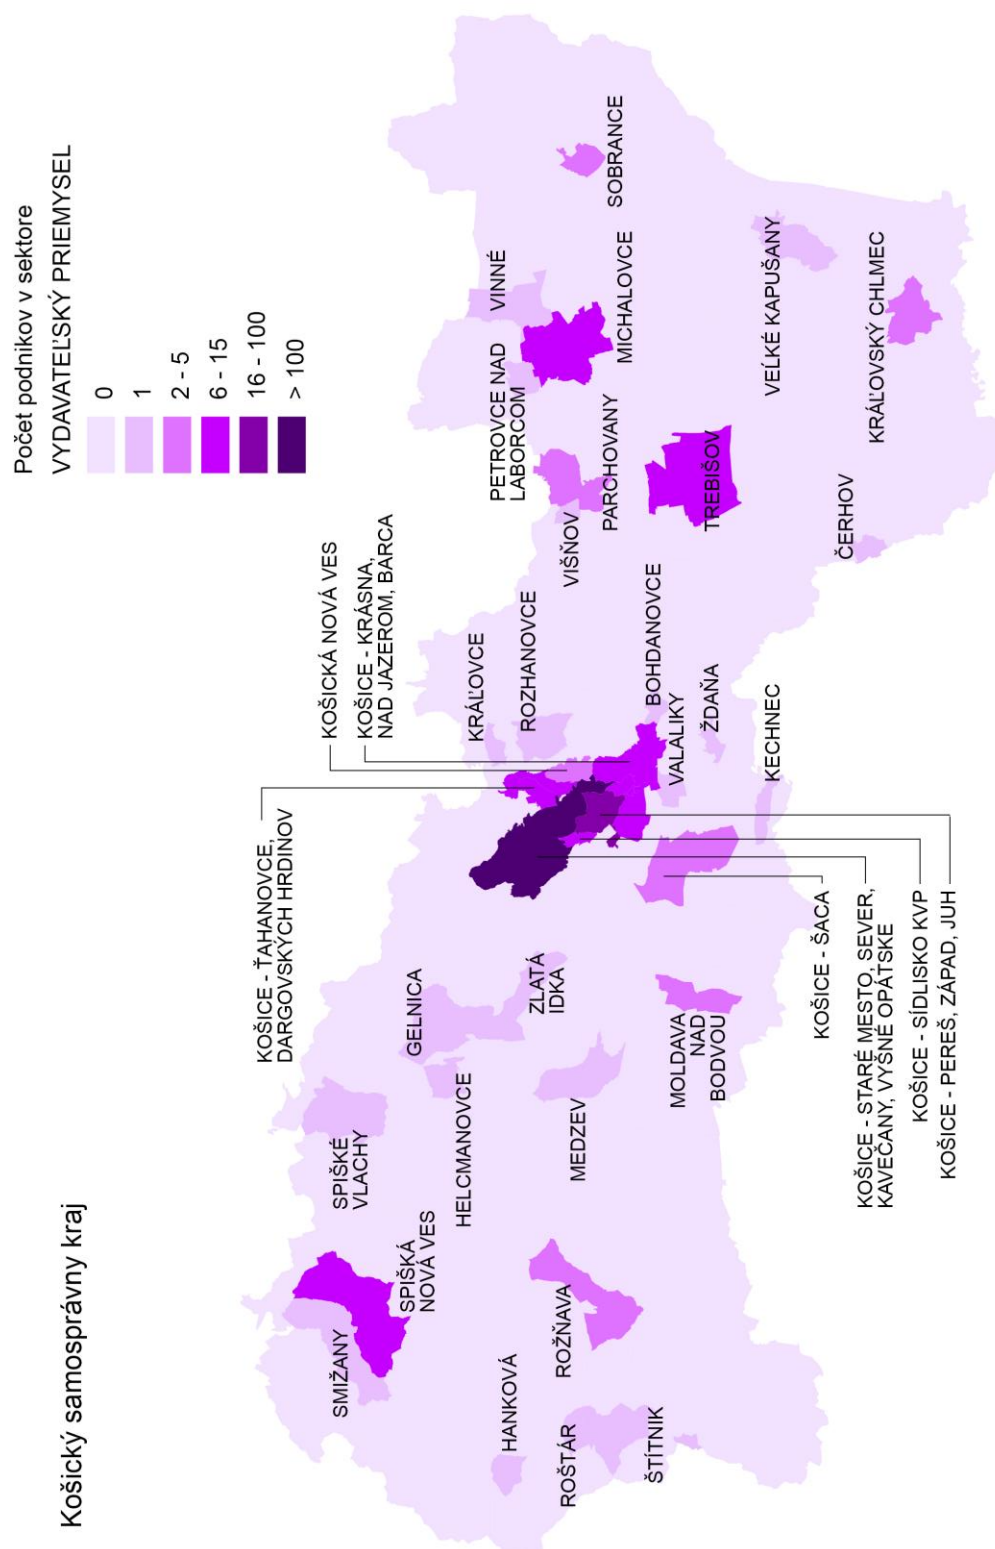 Košický samosprávny kraj
Počet podnikov v sektore
VYDAVATEĽSKÝ PRIEMYSEL
0
1
2 - 5
6 - 15
16 - 100
> 100
KOŠICE - ŤAHANOVCE,
DARGOVSKÝCH HRDINOV
KOŠICKÁ NOVÁ VES
KOŠICE - KRÁSNA,
NAD JAZEROM, BARCA
SMIŽANY
SPIŠKÁ
NOVÁ VES
SPIŠKÉ
VLACHY
HELCMANOVCE
GELNICA
ZLATÁ
IDKA
KRÁĽOVCE
ROZHANOVCE
VIŠŇOV
PARCHOVANY
PETROVCE NAD
LABORCOM
VINNÉ
MICHALOVCE
SOBRANCE
HANKOVÁ
ROŠTÁR
ŠTÍTNIK
ROŽŇAVA
MEDZEV
MOLDAVA
NAD
BODVOU
BOHDANOVCE
VALALIKY
ŽDAŇA
KECHNEC
TREBIŠOV
ČERHOV
VEĽKÉ KAPUŠANY
KRÁĽOVSKÝ CHLMEC
KOŠICE - ŠACA
KOŠICE - STARÉ MESTO, SEVER,
KAVEČANY, VYŠNÉ OPÁTSKE
KOŠICE - SÍDLISKO KVP
KOŠICE - PEREŠ, ZÁPAD, JUH